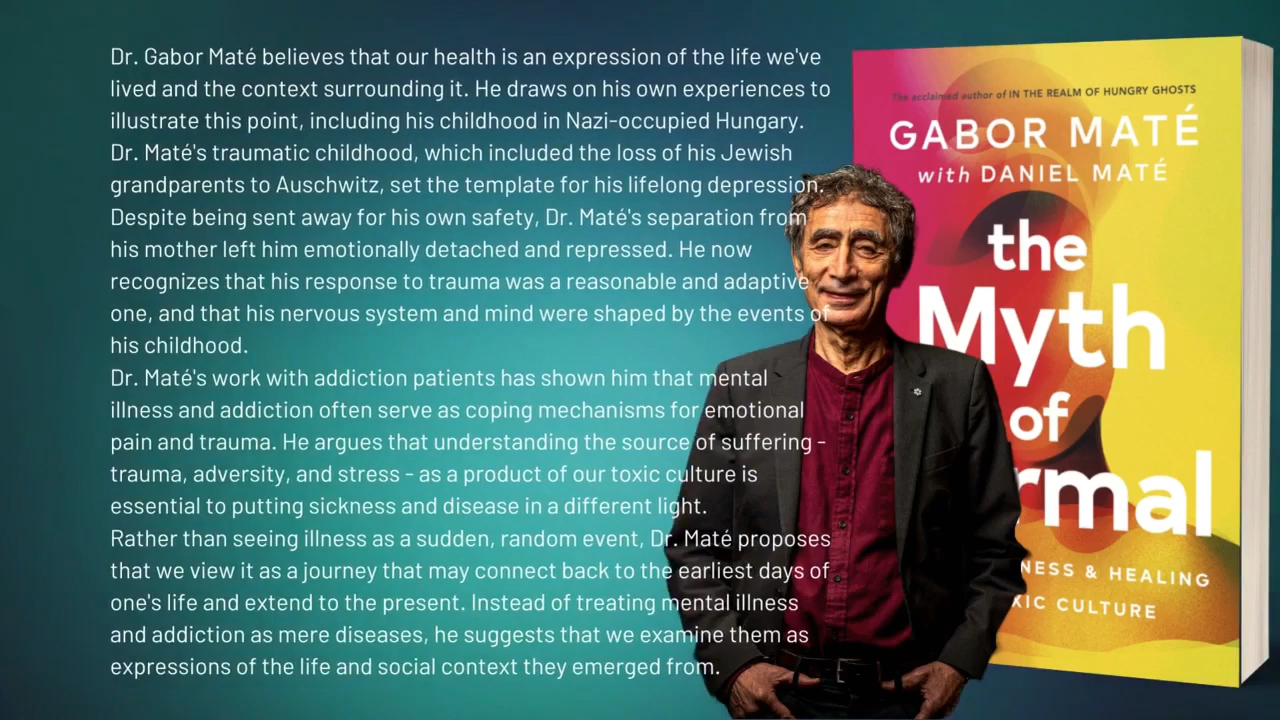 Dr. Gabor Maté believes that our health is an expression of the life we've
lived and the context surrounding it. He draws on his own experiences to
illustrate this point, including his childhood in Nazi-occupied Hungary.
Dr. Maté's traumatic childhood, which included the loss of his Jewish
grandparents to Auschwitz, set the template for his lifelong depression.
Despite being sent away for his own safety, Dr. Maté's separation from
his mother left him emotionally detached and repressed. He now
recognizes that his response to trauma was a reasonable and adaptive
one, and that his nervous system and mind were shaped by the events of
his childhood.
Dr. Maté's work with addiction patients has shown him that mental
illness and addiction often serve as coping mechanisms for emotional
pain and trauma. He argues that understanding the source of suffering -
trauma, adversity, and stress - as a product of our toxic culture is
essential to putting sickness and disease in a different light.
Rather than seeing illness as a sudden, random event, Dr. Maté proposes
that we view it as a journey that may connect back to the earliest days of
one's life and extend to the present. Instead of treating mental illness
and addiction as mere diseases, he suggests that we examine them as
expressions of the life and social context they emerged from.
The acclaimed author of IN THE REALM OF HUNGRY GHOSTS
GABOR MATÉ
with DANIEL MATÉ
the
Myth
of
rmal
NESS & HEALING
XIC CULTURE